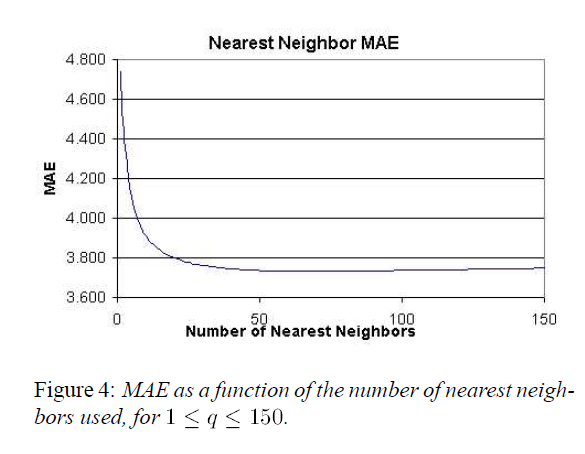 Nearest Neighbor MAE
4.800
4.600
4.400
4.200
4.000
3.800
3.600
MAE
0 50 100 150
Number of Nearest Neighbors
Figure 4: MAE as a function of the number of nearest neigh-
bors used, for 1 ≤ q ≤ 150.